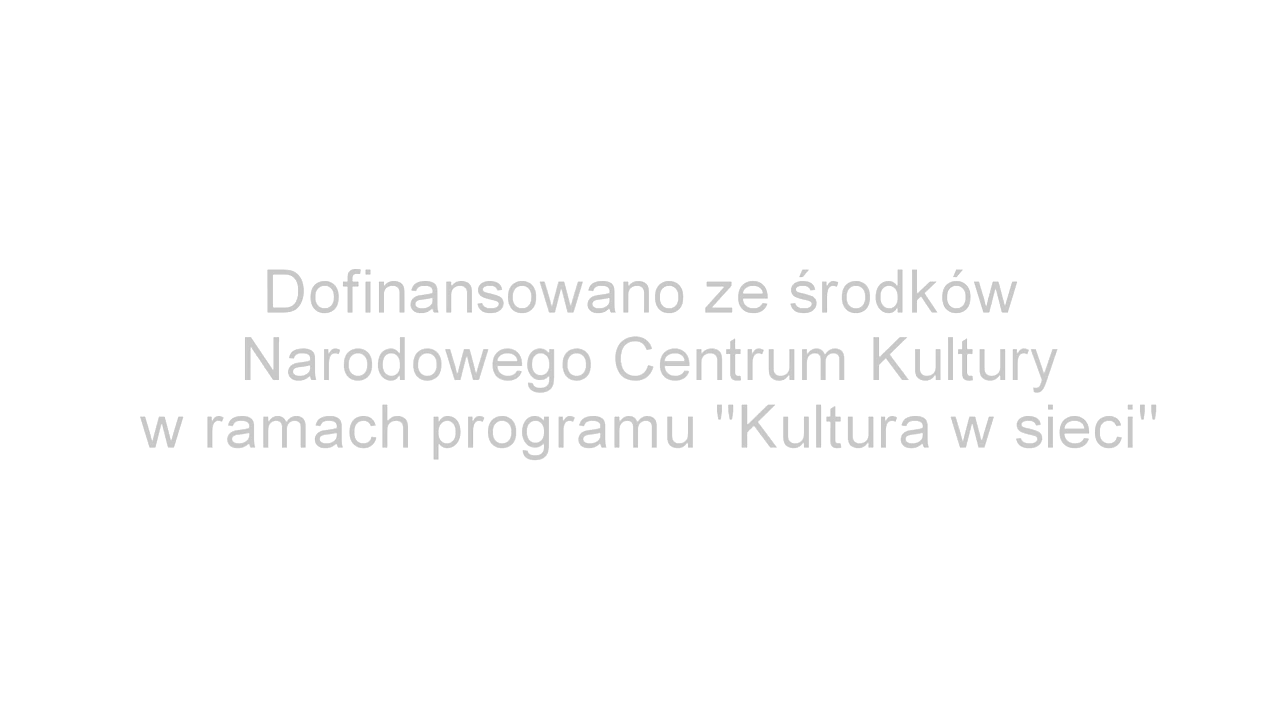 Dofinansowano ze środków
Narodowego Centrum Kultury
w ramach programu "Kultura w sieci"